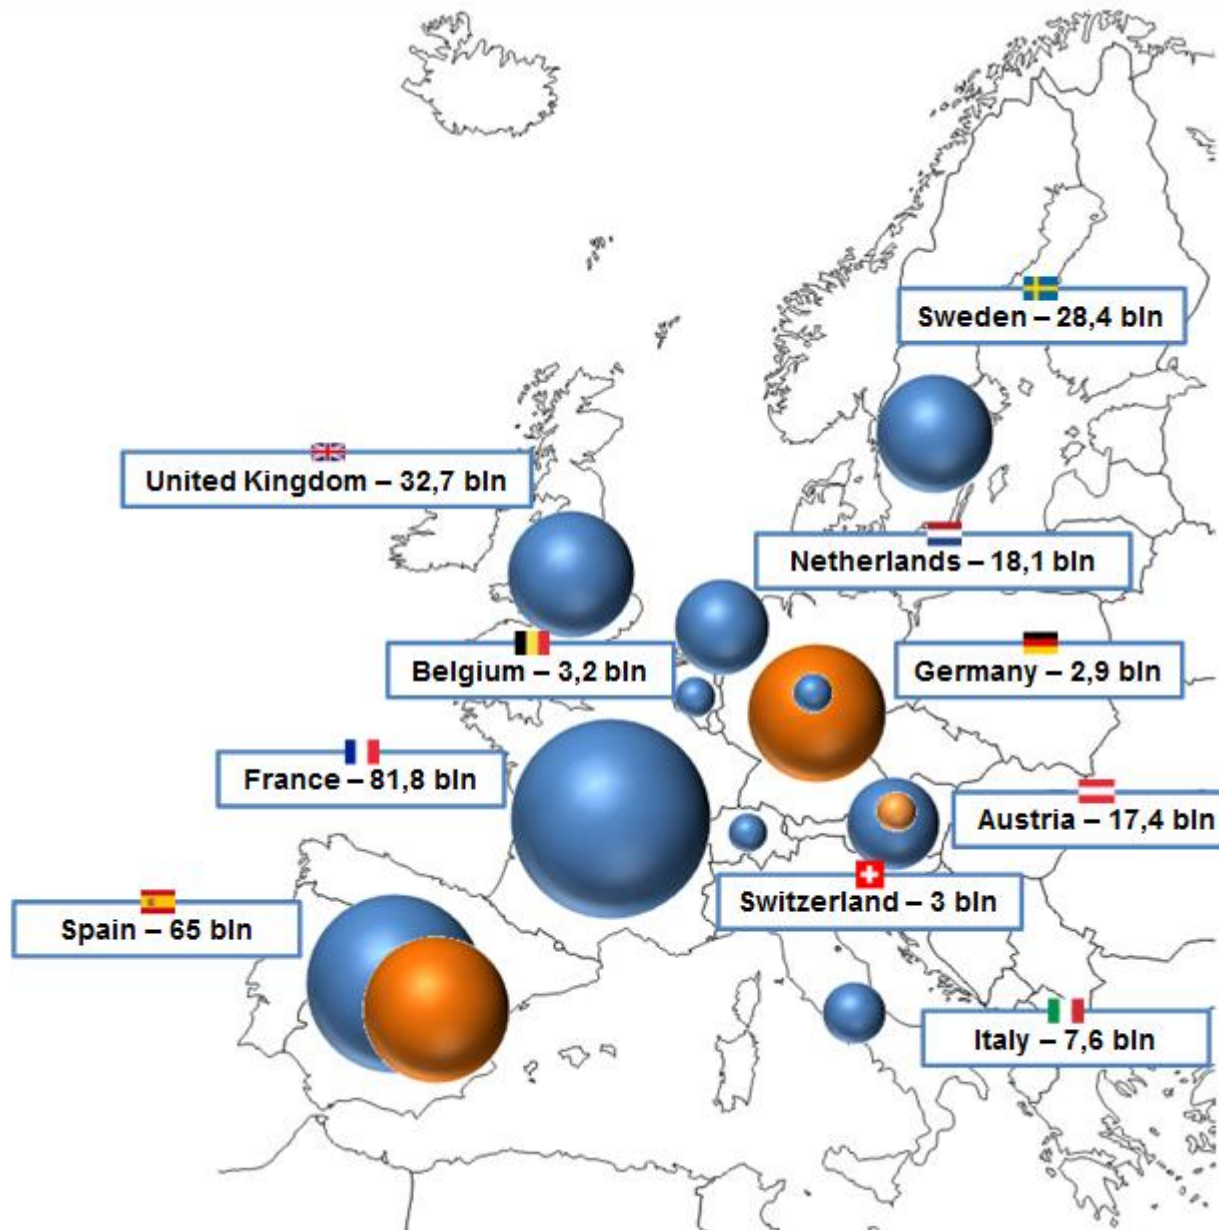 Sweden – 28,4 bln
United Kingdom – 32,7 bln
Netherlands – 18,1 bln
Belgium – 3,2 bln
Germany – 2,9 bln
France – 81,8 bln
Austria – 17,4 bln
Switzerland – 3 bln
Spain – 65 bln
Italy – 7,6 bln